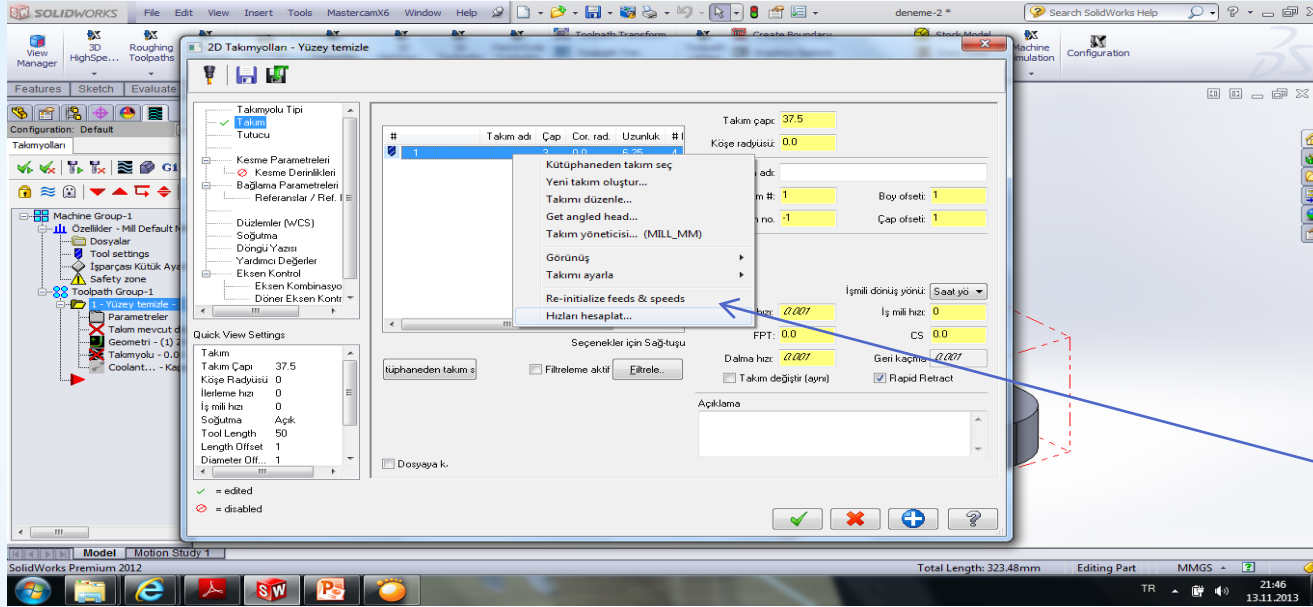 SOLIDWORKS File Edit View Insert Tools MastercamX6 Window Help deneme-2 * Search SolidWorks Help
View Manager
3D HighSpe...
Roughing Toolpaths
Toolpath Transform
Create Boundary
Stock Model
Machine
Configuration
Features Sketch Evaluate
Configuration: Default
Takımyolları
G1
Machine Group-1
Özellikler - Mill Default
Dosyalar
Tool settings
İşparçası Kütük Aya
Safety zone
Toolpath Group-1
1 - Yüzey temizle -
Parametreler
Takım mevcut d
Geometri - (1)
Takımyolu - 0.0
Coolant... - Kap
2D Takımyolları - Yüzey temizle
Takımyolu Tipi
Takım
Tutucu
Kesme Parametreleri
Kesme Derinlikleri
Bağlama Parametreleri
Referanslar / Ref. I
Düzlemler (WCS)
Soğutma
Döngü Yazısı
Yardımcı Değerler
Eksen Kontrol
Eksen Kombinasyo
Döner Eksen Kontr
Quick View Settings
Takım
Takım Çapı 37.5
Köşe Radyüsü 0
İlerleme hızı 0
İş mili hızı 0
Soğutma Açık
Tool Length 50
Length Offset 1
Diameter Off... 1
= edited
= disabled
# Takım adı Çap Cor. rad. Uzunluk # I
1 3. 0.0 6.25 4
Kütüphaneden takım seç
Yeni takım oluştur...
Takımı düzenle...
Get angled head...
Takım yöneticisi... (MILL_MM)
Görünüş
Takımı ayarla
Re-initialize feeds & speeds
Hızları hesaplat...
Seçenekler için Sağ-tuşu
tüphaneden takım s
Filtreleme aktif Filtrele..
Dosyaya k.
Takım çapı: 37.5
Köşe radyüsü: 0.0
adı:
m #: 1 Boy ofseti: 1
no. -1 Çap ofseti: 1
İşmili dönüş yönü: Saat yö
hızı: 0.001 İş mili hızı: 0
FPT: 0.0 CS 0.0
Dalma hızı: 0.001 Geri kaçma 0.001
Takım değiştir (aynı) Rapid Retract
Açıklama
Model Motion Study 1
SolidWorks Premium 2012 Total Length: 323.48mm Editing Part MMGS
TR 21:46
13.11.2013